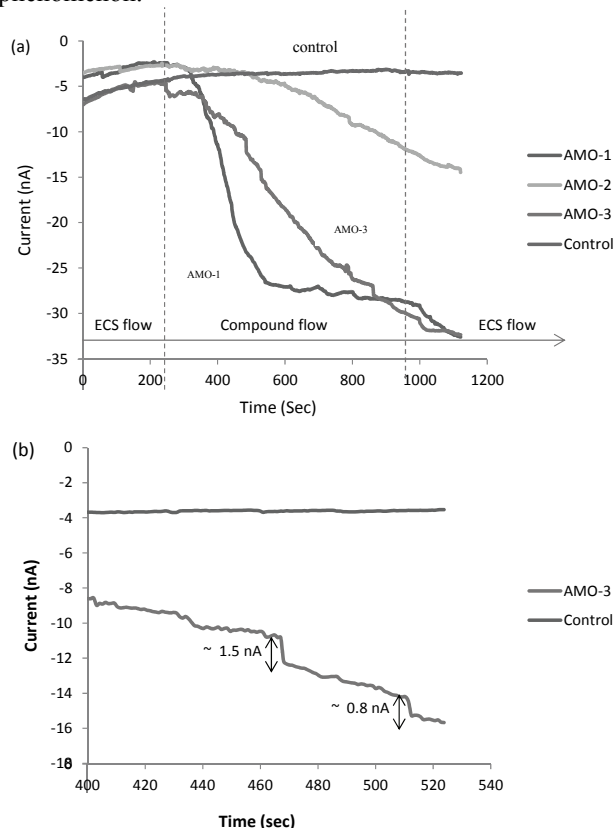 phenomenon.
(a)
control
0
-5
-10
-15
-20
-25
-30
-35
Current (nA)
AMO-1
AMO-2
AMO-3
Control
AMO-3
AMO-1
ECS flow Compound flow ECS flow
0 200 400 600 800 1000 1200
Time (Sec)
(b)
0
-2
-4
-6
-8
-10
-12
-14
-16
Current (nA)
AMO-3
Control
~ 1.5 nA
~ 0.8 nA
400 420 440 460 480 500 520 540
Time (sec)